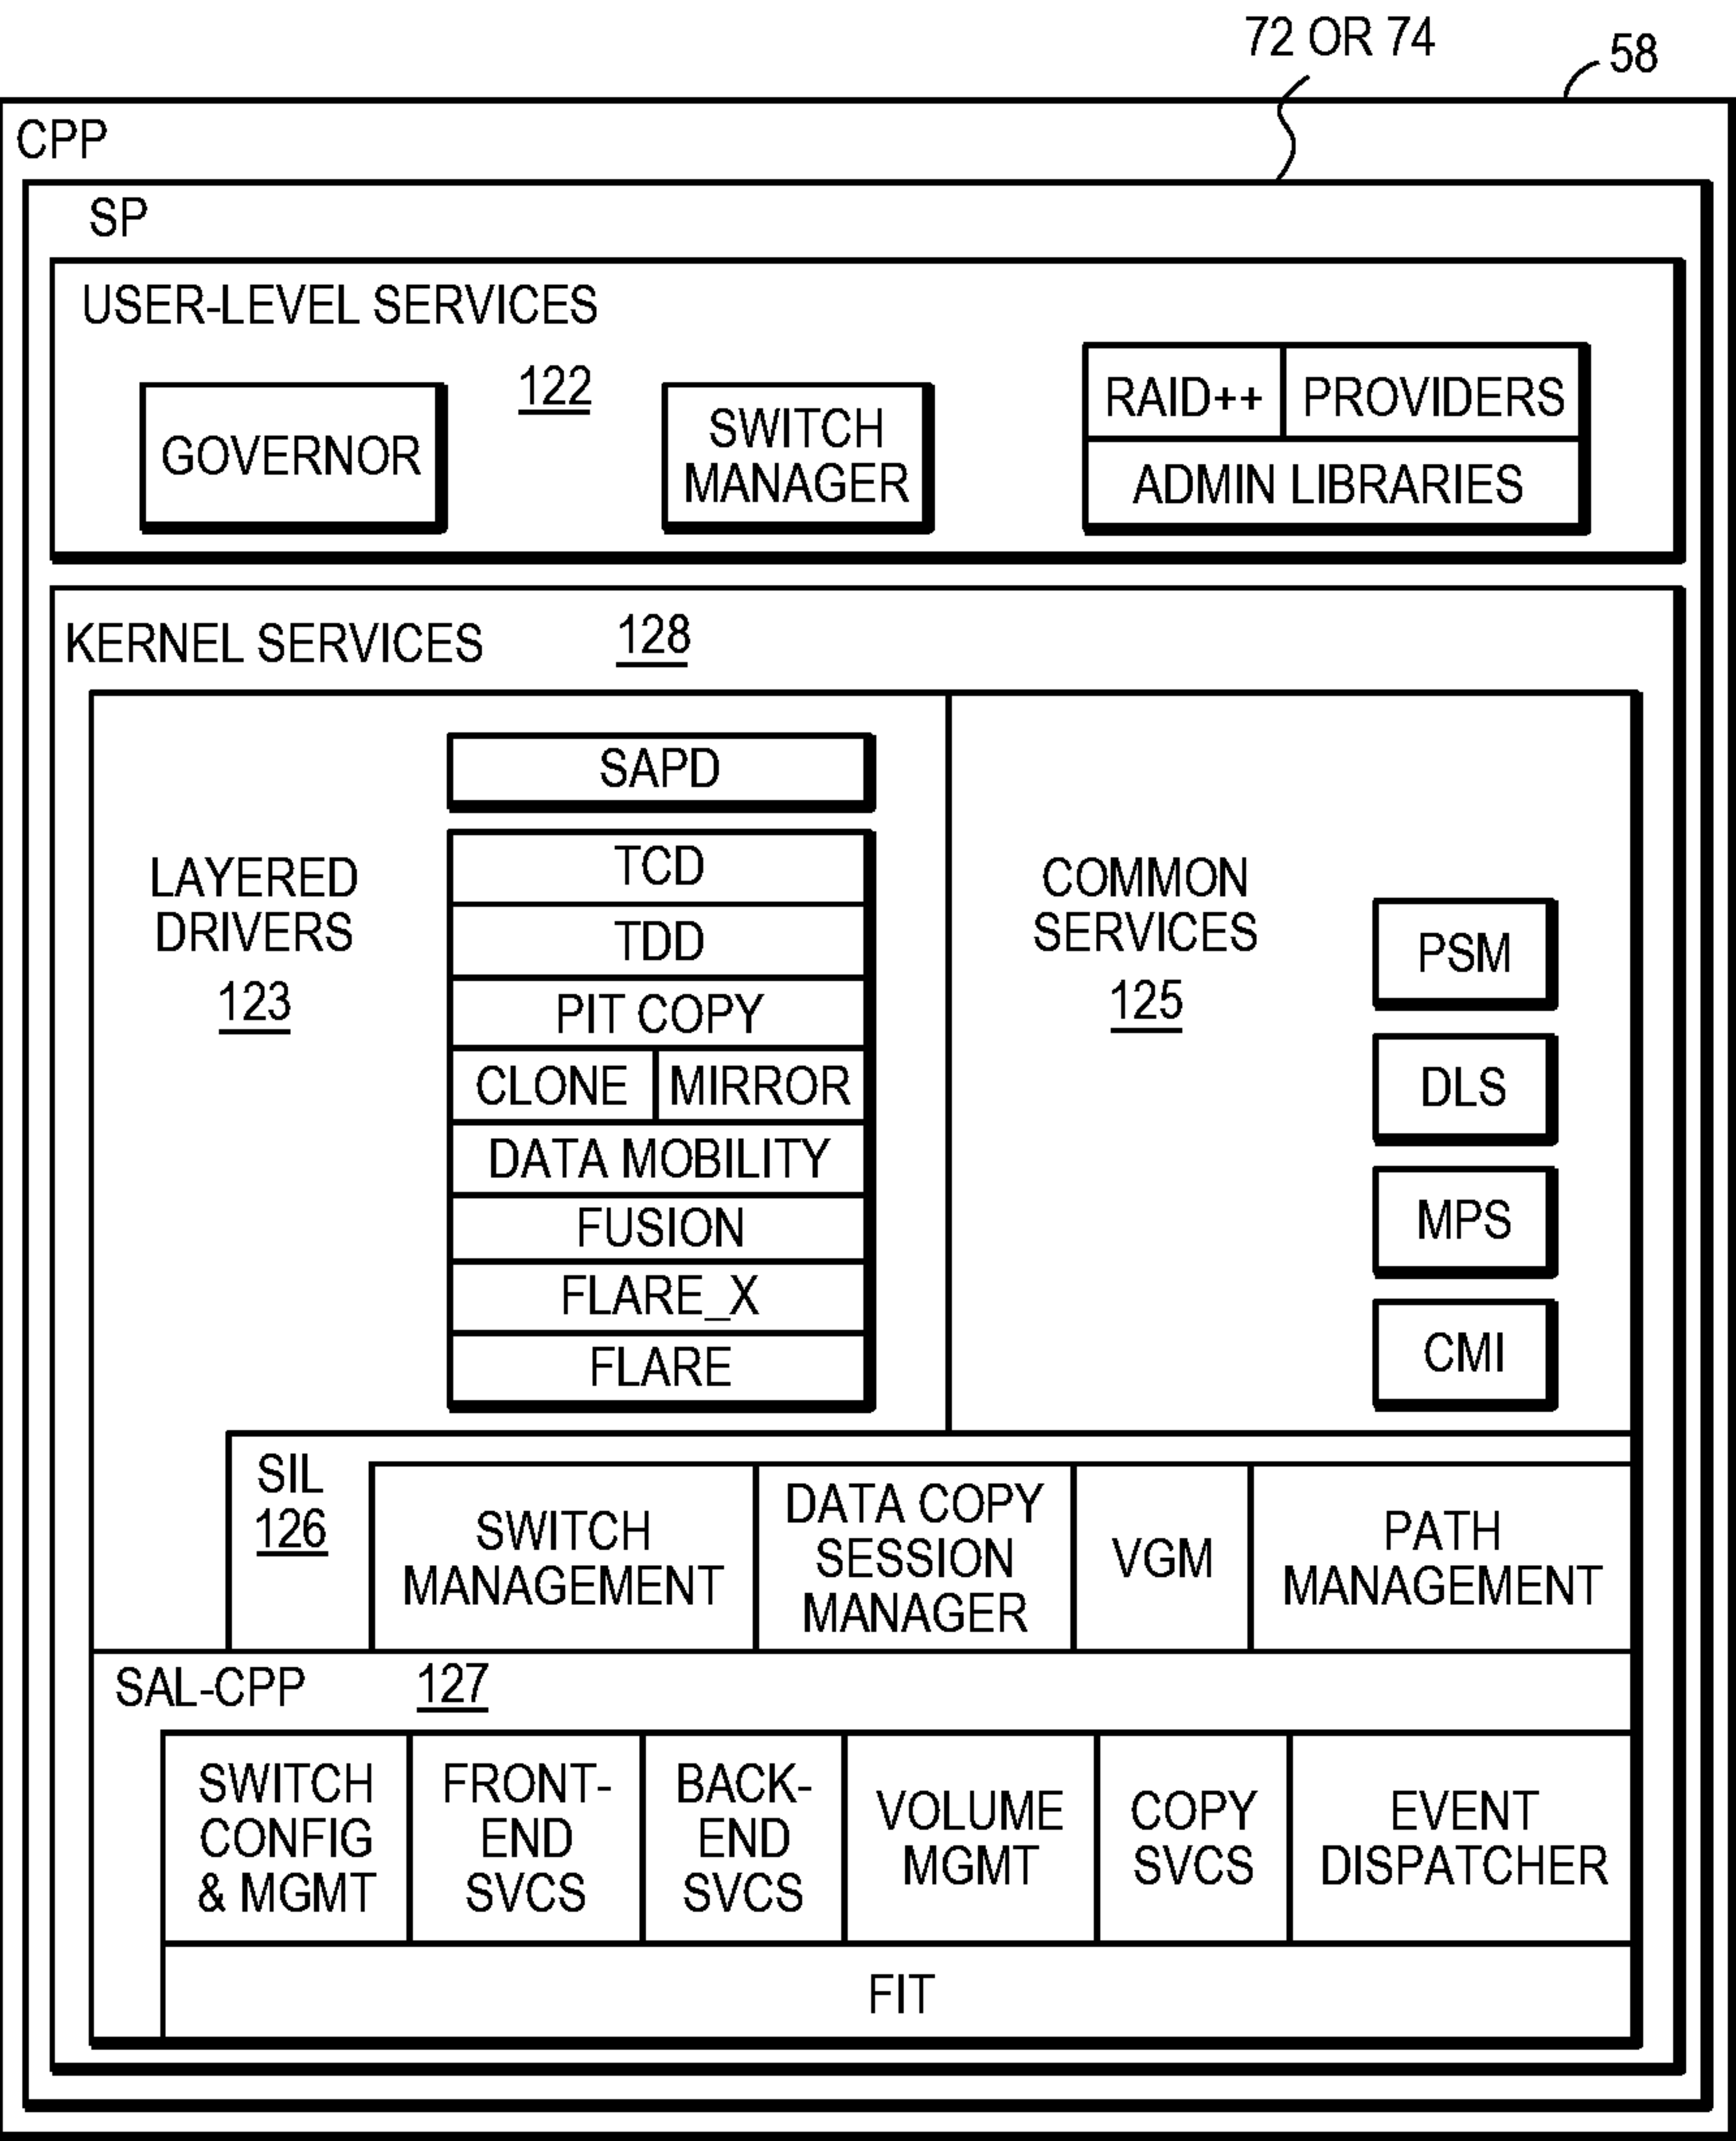 72 OR 74
58
CPP
SP
USER-LEVEL SERVICES
122
GOVERNOR
SWITCH
MANAGER
RAID++
PROVIDERS
ADMIN LIBRARIES
KERNEL SERVICES
128
LAYERED
DRIVERS
123
SAPD
TCD
TDD
PIT COPY
CLONE
MIRROR
DATA MOBILITY
FUSION
FLARE_X
FLARE
COMMON
SERVICES
125
PSM
DLS
MPS
CMI
SIL
126
SWITCH
MANAGEMENT
DATA COPY
SESSION
MANAGER
VGM
PATH
MANAGEMENT
SAL-CPP
127
SWITCH
CONFIG
& MGMT
FRONT-
END
SVCS
BACK-
END
SVCS
VOLUME
MGMT
COPY
SVCS
EVENT
DISPATCHER
FIT